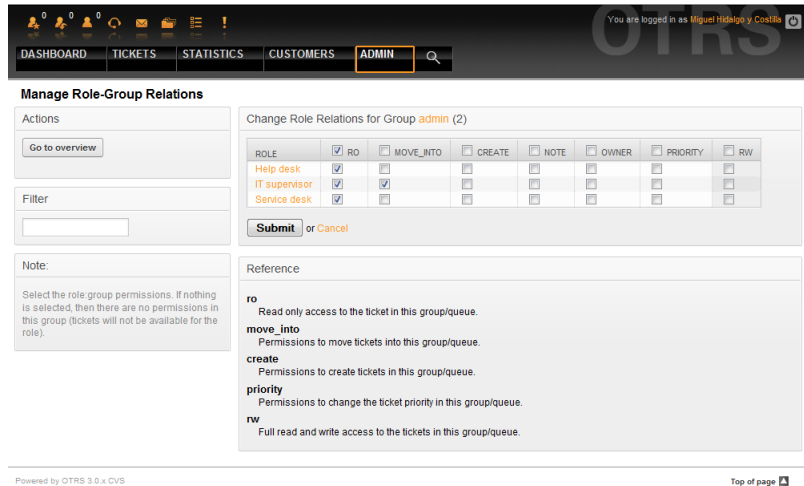 0 0 0
You are logged in as Miguel Hidalgo y Costilla
OTRS
DASHBOARD TICKETS STATISTICS CUSTOMERS ADMIN
Manage Role-Group Relations
Actions
Go to overview
Filter
Note:
Select the role:group permissions. If nothing
is selected, then there are no permissions in
this group (tickets will not be available for the
role).
Change Role Relations for Group admin (2)
ROLE RO MOVE_INTO CREATE NOTE OWNER PRIORITY RW
Help desk
IT supervisor
Service desk
Submit or Cancel
Reference
ro
Read only access to the ticket in this group/queue.
move_into
Permissions to move tickets into this group/queue.
create
Permissions to create tickets in this group/queue.
priority
Permissions to change the ticket priority in this group/queue.
rw
Full read and write access to the tickets in this group/queue.
Powered by OTRS 3.0.x CVS
Top of page